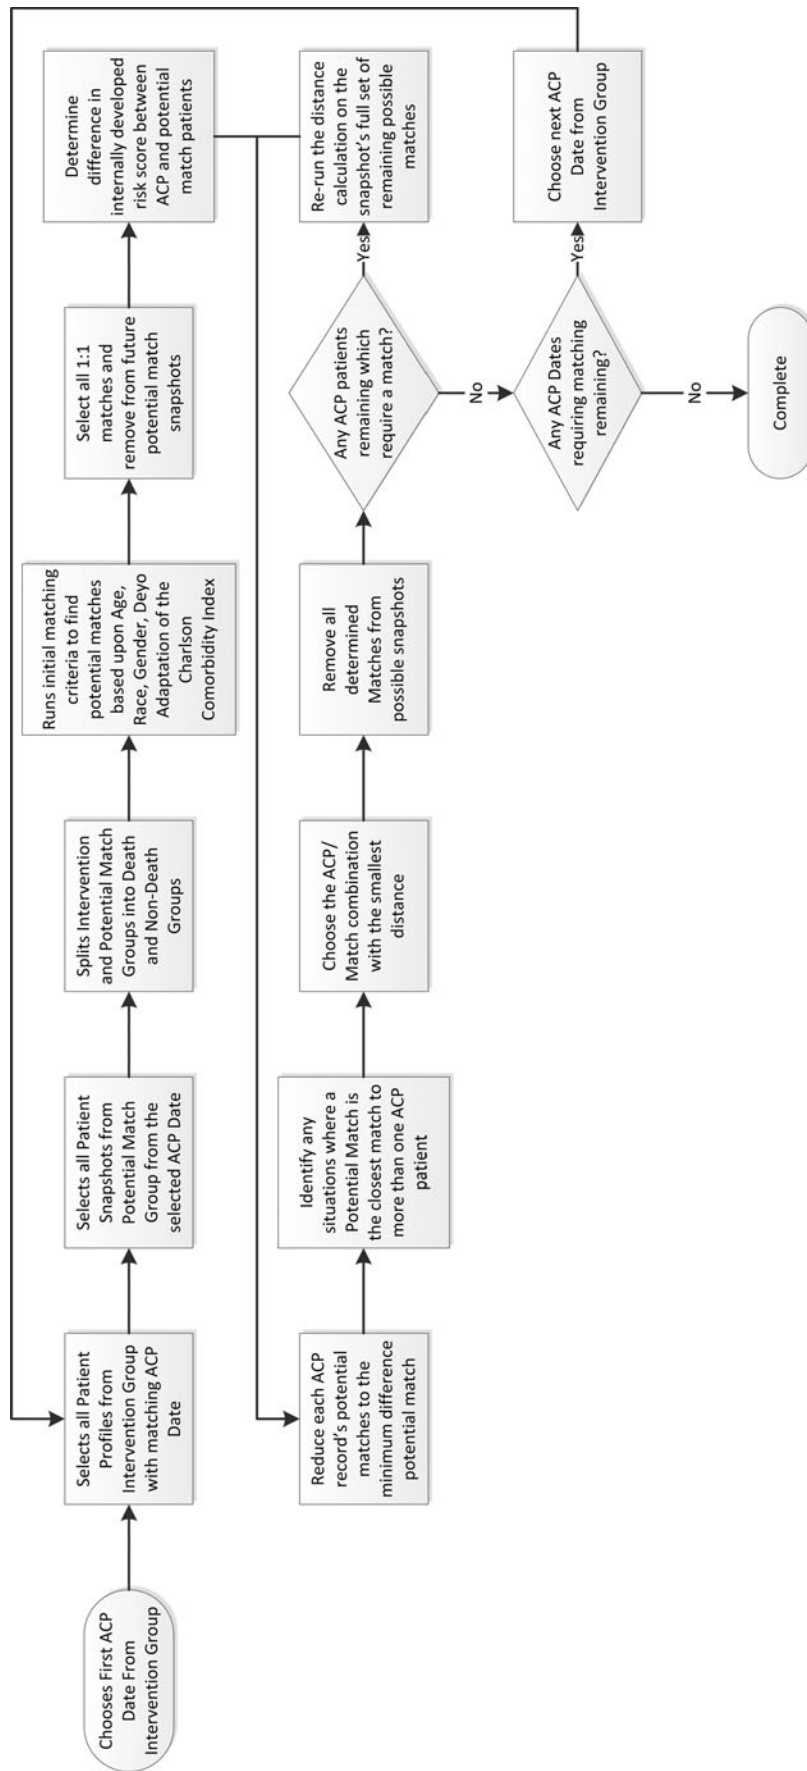 Chooses First ACP
Date From
Intervention Group
Selects all Patient
Profiles from
Intervention Group
with matching ACP
Date
Selects all Patient
Snapshots from
Potential Match
Group from the
selected ACP Date
Splits Intervention
and Potential Match
Groups into Death
and Non-Death
Groups
Runs initial matching
criteria to find
potential matches
based upon Age,
Race, Gender, Deyo
Adaptation of the
Charlson
Comorbidity Index
Select all 1:1
matches and
remove from future
potential match
snapshots
Determine
difference in
internally developed
risk score between
ACP and potential
match patients
Reduce each ACP
record's potential
matches to the
minimum difference
potential match
Identify any
situations where a
Potential Match is
the closest match to
more than one ACP
patient
Choose the ACP/
Match combination
with the smallest
distance
Remove all
determined
Matches from
possible snapshots
Any ACP patients
remaining which
require a match?
Yes
Re-run the distance
calculation on the
snapshot's full set of
remaining possible
matches
No
Any ACP Dates
requiring matching
remaining?
Yes
Choose next ACP
Date from
Intervention Group
No
Complete